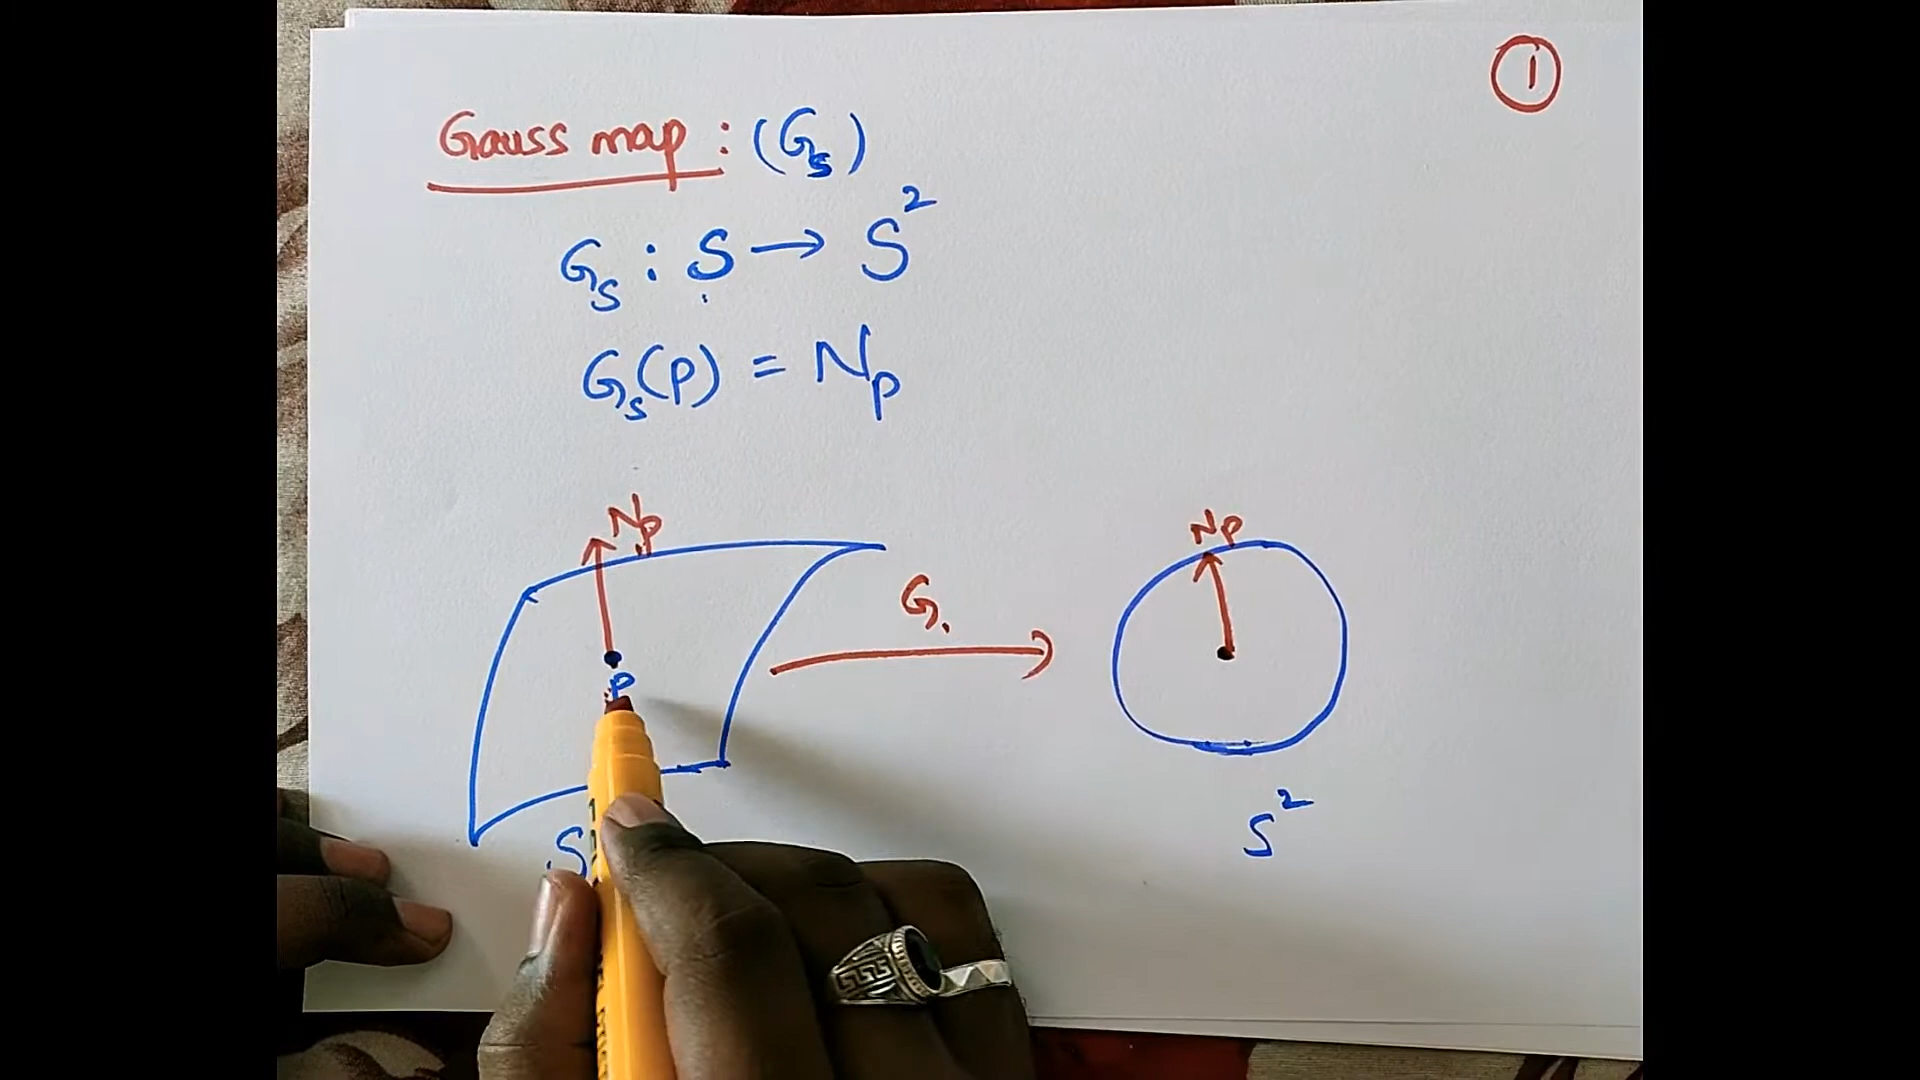 ①
Gauss map : (G_S)
G_S : S → S²
G_S(P) = N_P
N_P
P
S
G.
N_P
S²